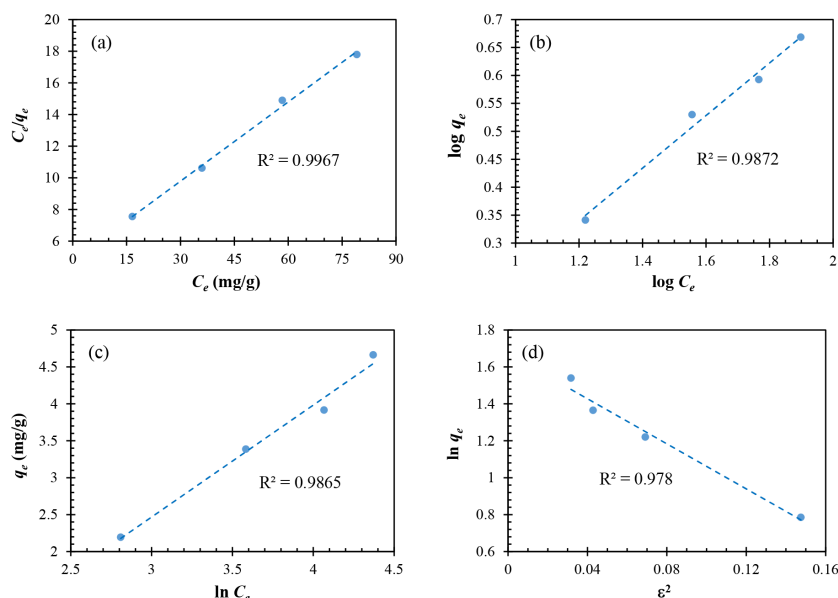 (a)
20
18
16
14
12
10
8
6
0 15 30 45 60 75 90
Ce/qe
Ce (mg/g)
R² = 0.9967
(b)
0.7
0.65
0.6
0.55
0.5
0.45
0.4
0.35
0.3
1 1.2 1.4 1.6 1.8 2
log qe
log Ce
R² = 0.9872
(c)
5
4.5
4
3.5
3
2.5
2
2.5 3 3.5 4 4.5
qe (mg/g)
ln Ce
R² = 0.9865
(d)
1.8
1.6
1.4
1.2
1
0.8
0.6
0 0.04 0.08 0.12 0.16
ln qe
ε²
R² = 0.978